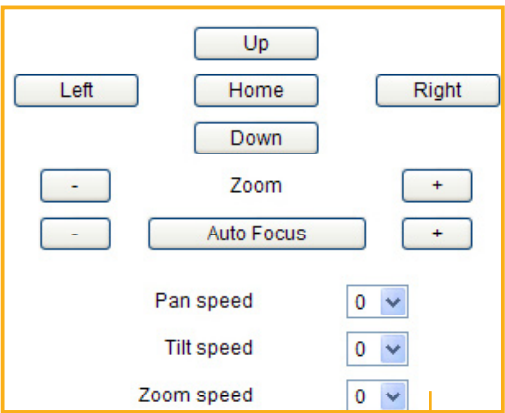 Up
Left Home Right
Down
- Zoom +
- Auto Focus +
Pan speed 0
Tilt speed 0
Zoom speed 0